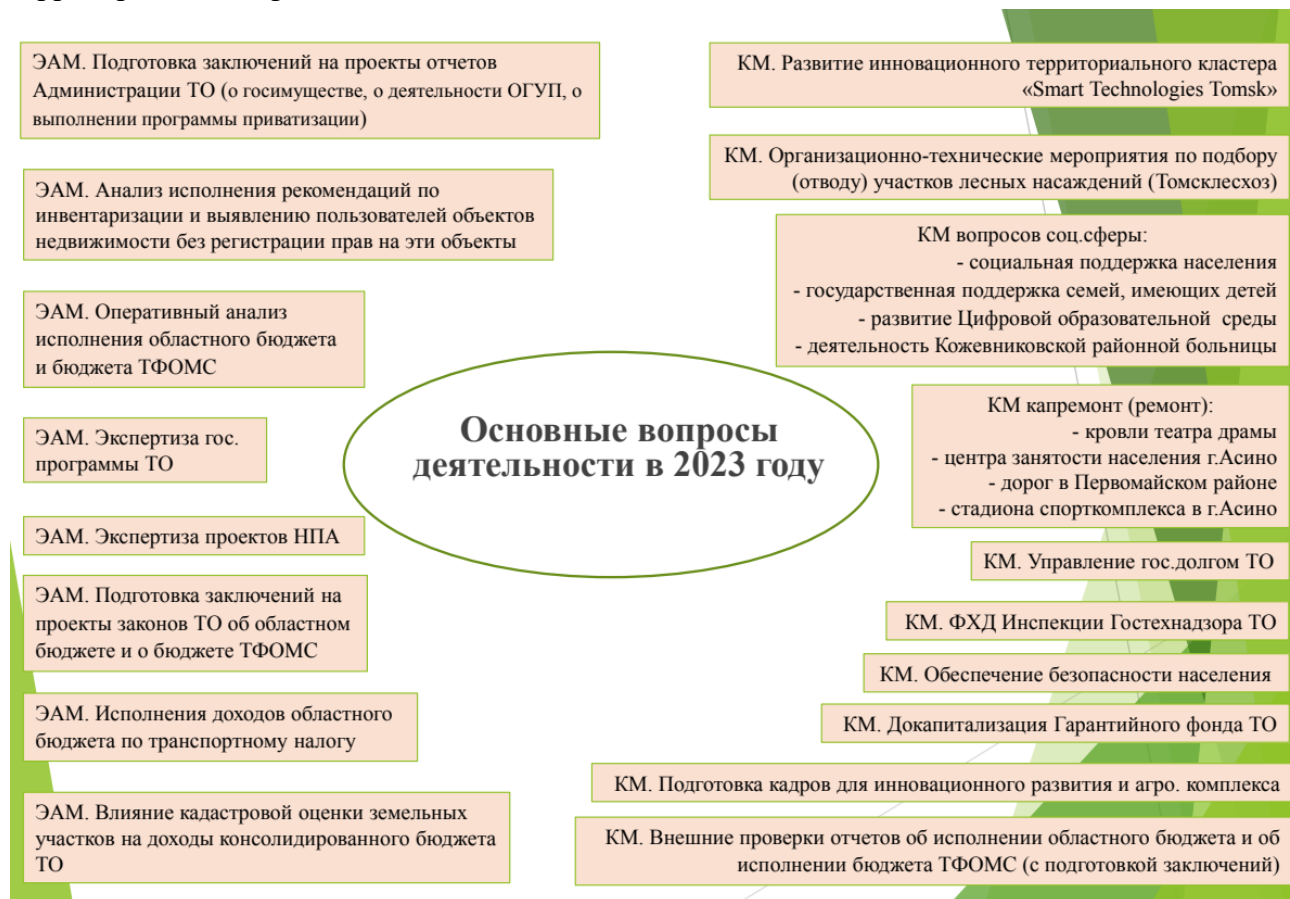 ЭАМ. Подготовка заключений на проекты отчетов
Администрации ТО (о госимуществе, о деятельности ОГУП, о
выполнении программы приватизации)
ЭАМ. Анализ исполнения рекомендаций по
инвентаризации и выявлению пользователей объектов
недвижимости без регистрации прав на эти объекты
ЭАМ. Оперативный анализ
исполнения областного бюджета
и бюджета ТФОМС
ЭАМ. Экспертиза гос.
программы ТО
ЭАМ. Экспертиза проектов НПА
ЭАМ. Подготовка заключений на
проекты законов ТО об областном
бюджете и о бюджете ТФОМС
ЭАМ. Исполнения доходов областного
бюджета по транспортному налогу
ЭАМ. Влияние кадастровой оценки земельных
участков на доходы консолидированного бюджета
ТО
Основные вопросы
деятельности в 2023 году
КМ. Развитие инновационного территориального кластера
«Smart Technologies Tomsk»
КМ. Организационно-технические мероприятия по подбору
(отводу) участков лесных насаждений (Томсклесхоз)
КМ вопросов соц.сферы:
- социальная поддержка населения
- государственная поддержка семей, имеющих детей
- развитие Цифровой образовательной среды
- деятельность Кожевниковской районной больницы
КМ капремонт (ремонт):
- кровли театра драмы
- центра занятости населения г.Асино
- дорог в Первомайском районе
- стадиона спорткомплекса в г.Асино
КМ. Управление гос.долгом ТО
КМ. ФХД Инспекции Гостехнадзора ТО
КМ. Обеспечение безопасности населения
КМ. Докапитализация Гарантийного фонда ТО
КМ. Подготовка кадров для инновационного развития и агро. комплекса
КМ. Внешние проверки отчетов об исполнении областного бюджета и об
исполнении бюджета ТФОМС (с подготовкой заключений)